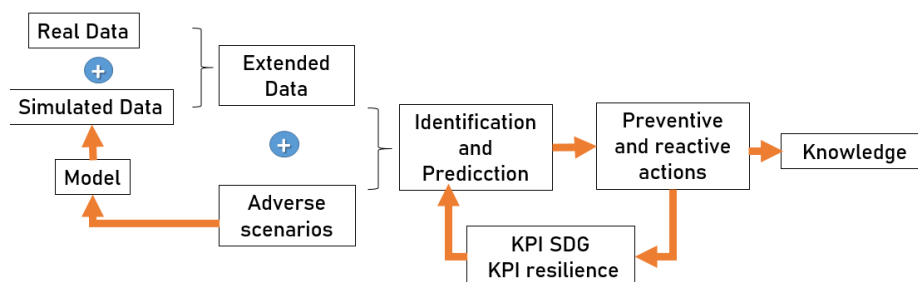 Real Data
+
Simulated Data
Model
Extended
Data
+
Adverse
scenarios
Identification
and
Predicction
Preventive
and reactive
actions
Knowledge
KPI SDG
KPI resilience